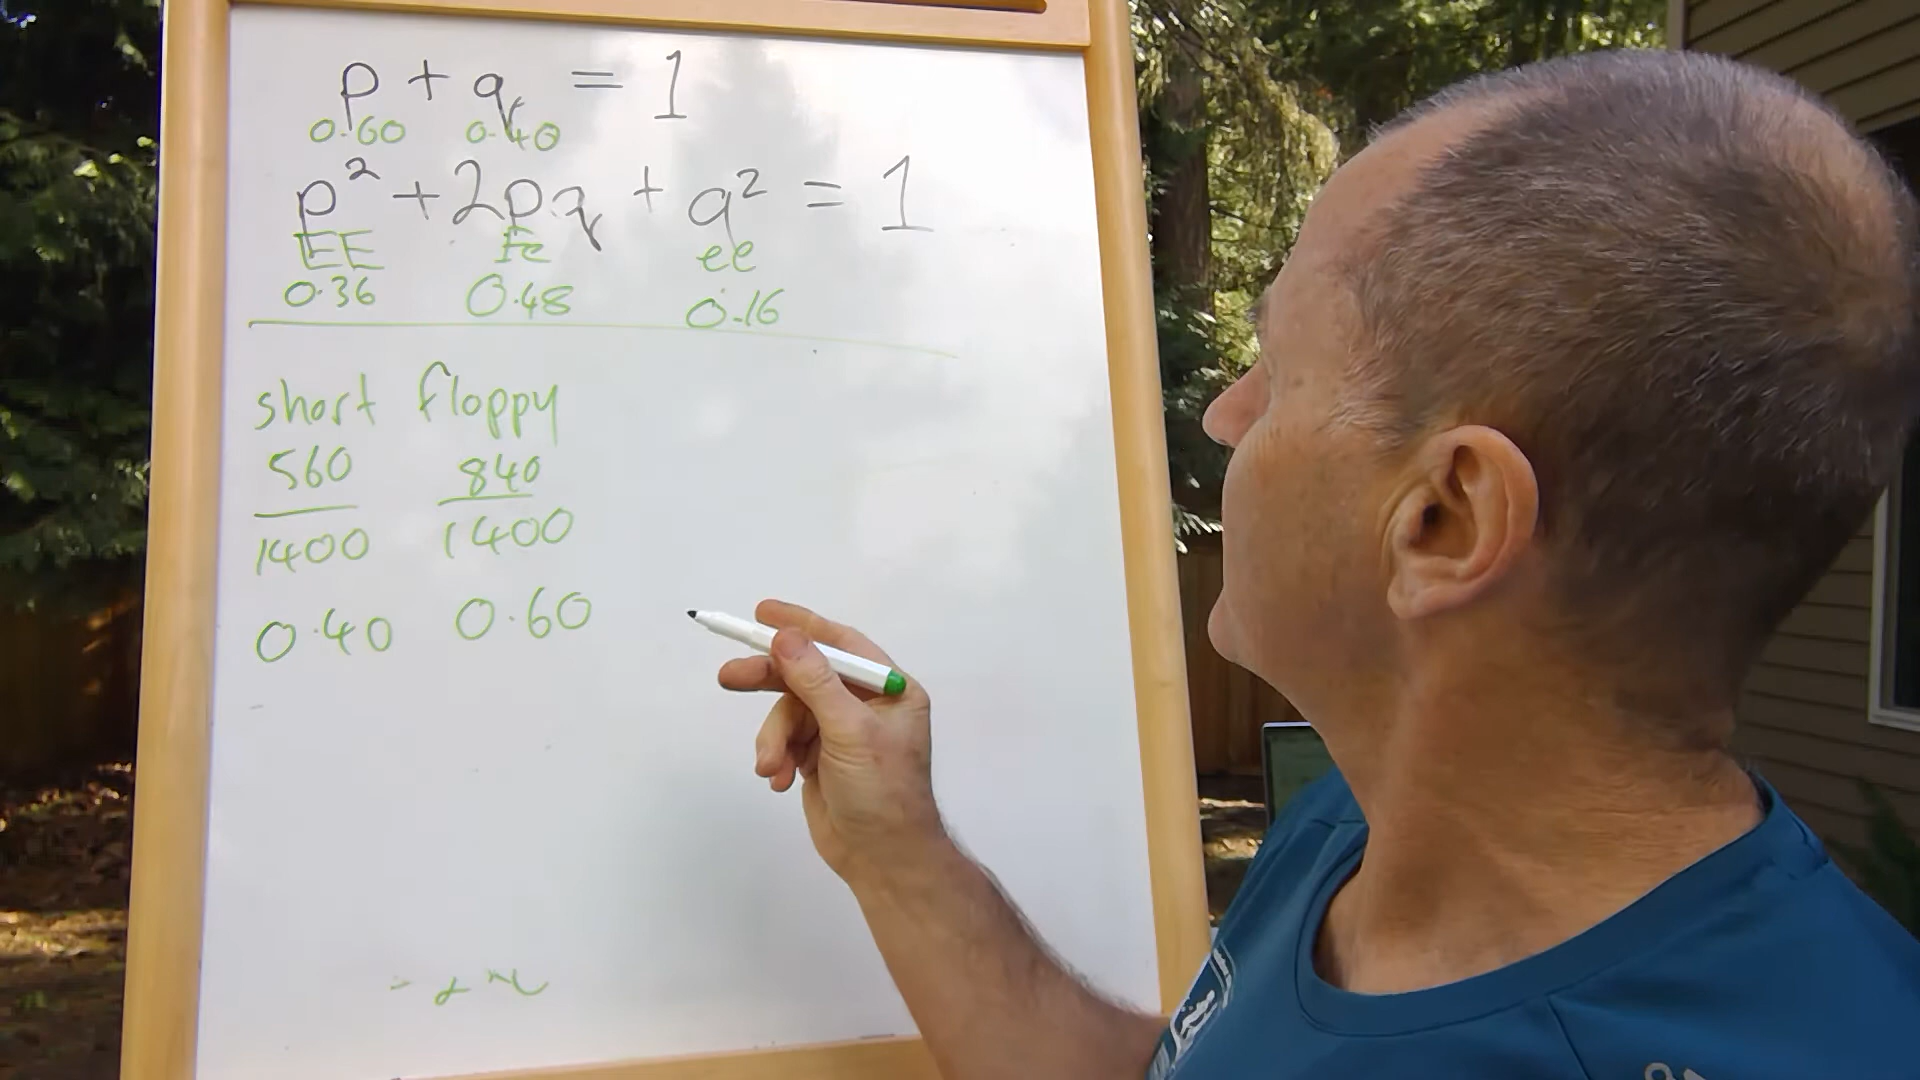 p + q = 1
0.60 0.40
p² + 2pq + q² = 1
EE Ee ee
0.36 0.48 0.16
short floppy
560 840
1400 1400
0.40 0.60